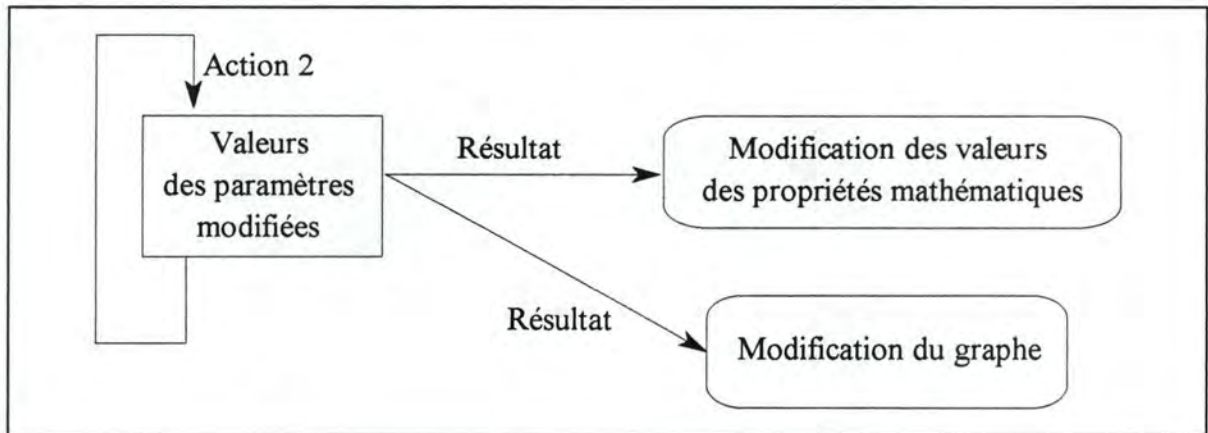 Action 2
Valeurs
des paramètres
modifiées
Résultat
Modification des valeurs
des propriétés mathématiques
Résultat
Modification du graphe